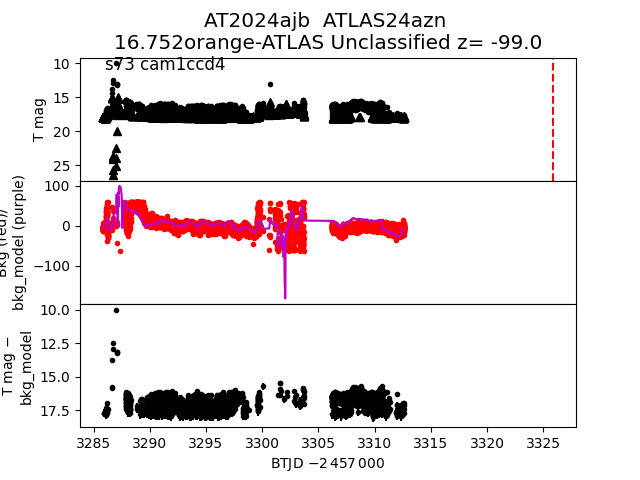 AT2024ajb  ATLAS24azn
16.752orange-ATLAS Unclassified z= -99.0
s73 cam1ccd4
10
15
20
25
T mag
100
0
−100
Bkg (red)/
bkg_model (purple)
10.0
12.5
15.0
17.5
T mag −
bkg_model
3285 3290 3295 3300 3305 3310 3315 3320 3325
BTJD −2 457 000